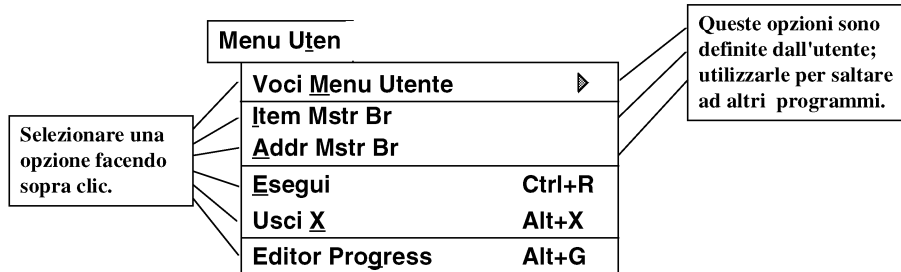 Menu Uten
Voci Menu Utente
Item Mstr Br
Addr Mstr Br
Esegui Ctrl+R
Usci X Alt+X
Editor Progress Alt+G
Selezionare una
opzione facendo
sopra clic.
Queste opzioni sono
definite dall'utente;
utilizzarle per saltare
ad altri programmi.